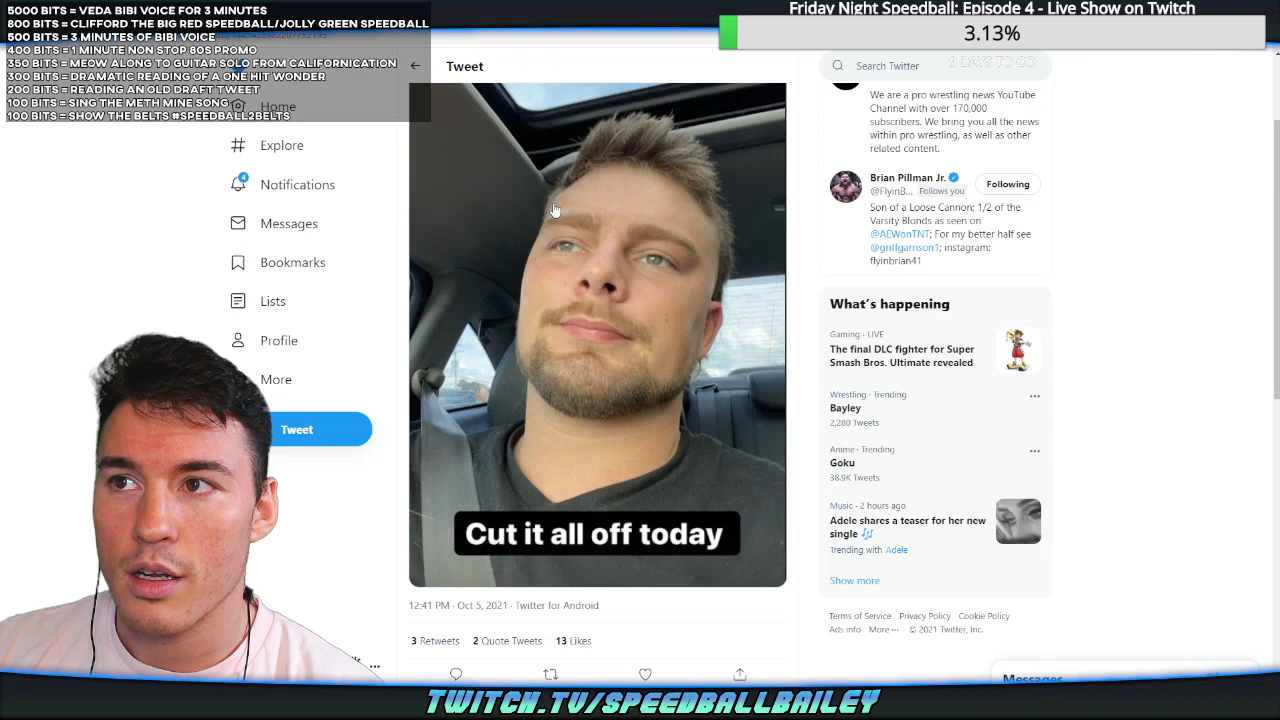 5000 BITS = VEDA BIBI VOICE FOR 3 MINUTES
800 BITS = CLIFFORD THE BIG RED SPEEDBALL/JOLLY GREEN SPEEDBALL
500 BITS = 3 MINUTES OF BIBI VOICE
400 BITS = 1 MINUTE NON STOP 80S PROMO
350 BITS = MEOW ALONG TO GUITAR SOLO FROM CALIFORNICATION
300 BITS = DRAMATIC READING OF A ONE HIT WONDER
200 BITS = READING AN OLD DRAFT TWEET
100 BITS = SING THE METH MINE SONG
100 BITS = SHOW THE BELTS #SPEEDBALL2BELTS
Friday Night Speedball: Episode 4 - Live Show on Twitch
3.13%
9 DAYS TO GO
Home
Explore
4
Notifications
Messages
Bookmarks
Lists
Profile
More
Tweet
Tweet
Cut it all off today
12:41 PM · Oct 5, 2021 · Twitter for Android
3 Retweets 2 Quote Tweets 13 Likes
Search Twitter
We are a pro wrestling news YouTube
Channel with over 170,000
subscribers. We bring you all the news
within pro wrestling, as well as other
related content.
Brian Pillman Jr.
@FlyinB... Follows you
Following
Son of a Loose Cannon; 1/2 of the
Varsity Blonds as seen on
@AEWonTNT; For my better half see
@griffgarrison1; instagram:
flyinbrian41
What's happening
Gaming · LIVE
The final DLC fighter for Super
Smash Bros. Ultimate revealed
Wrestling · Trending
Bayley
2,280 Tweets
Anime · Trending
Goku
38.9K Tweets
Music · 2 hours ago
Adele shares a teaser for her new
single
Trending with Adele
Show more
Terms of Service Privacy Policy Cookie Policy
Ads info More ··· © 2021 Twitter, Inc.
Messages
TWITCH.TV/SPEEDBALLBAILEY